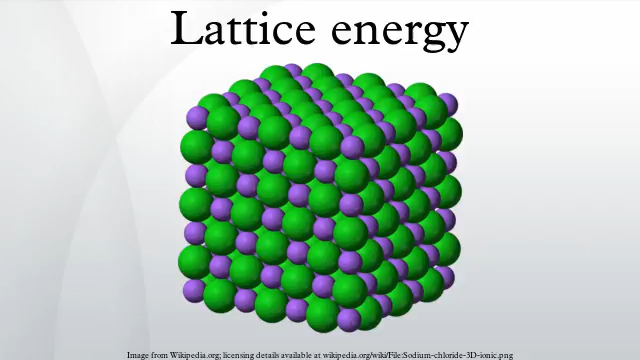 Lattice energy
Image from Wikipedia.org; licensing details available at wikipedia.org/wiki/File:Sodium-chloride-3D-ionic.png